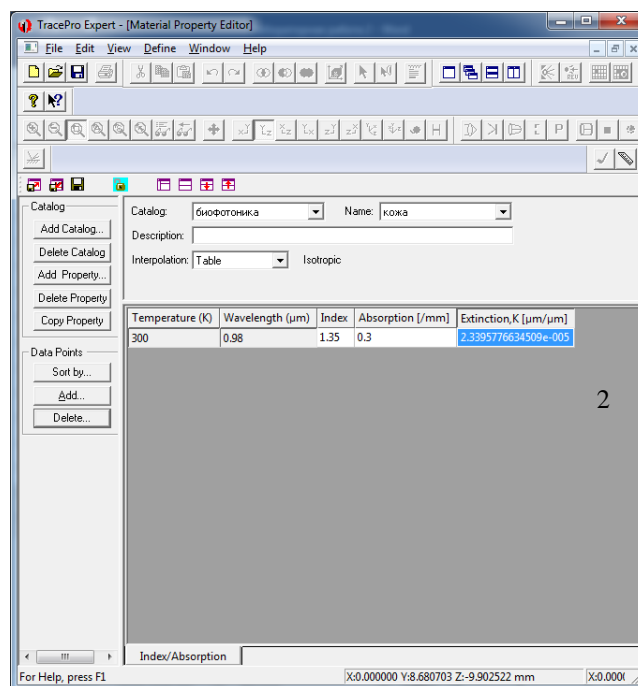 TracePro Expert - [Material Property Editor]
File Edit View Define Window Help
Catalog
Add Catalog...
Delete Catalog
Add Property...
Delete Property
Copy Property
Data Points
Sort by...
Add...
Delete...
Catalog: биофотоника Name: кожа
Description:
Interpolation: Table Isotropic
Temperature (K) Wavelength (µm) Index Absorption [/mm] Extinction,K [µm/µm]
300 0.98 1.35 0.3 2.3395776634509e-005
2
Index/Absorption
For Help, press F1 X:0.000000 Y:8.680703 Z:-9.902522 mm X:0.000(